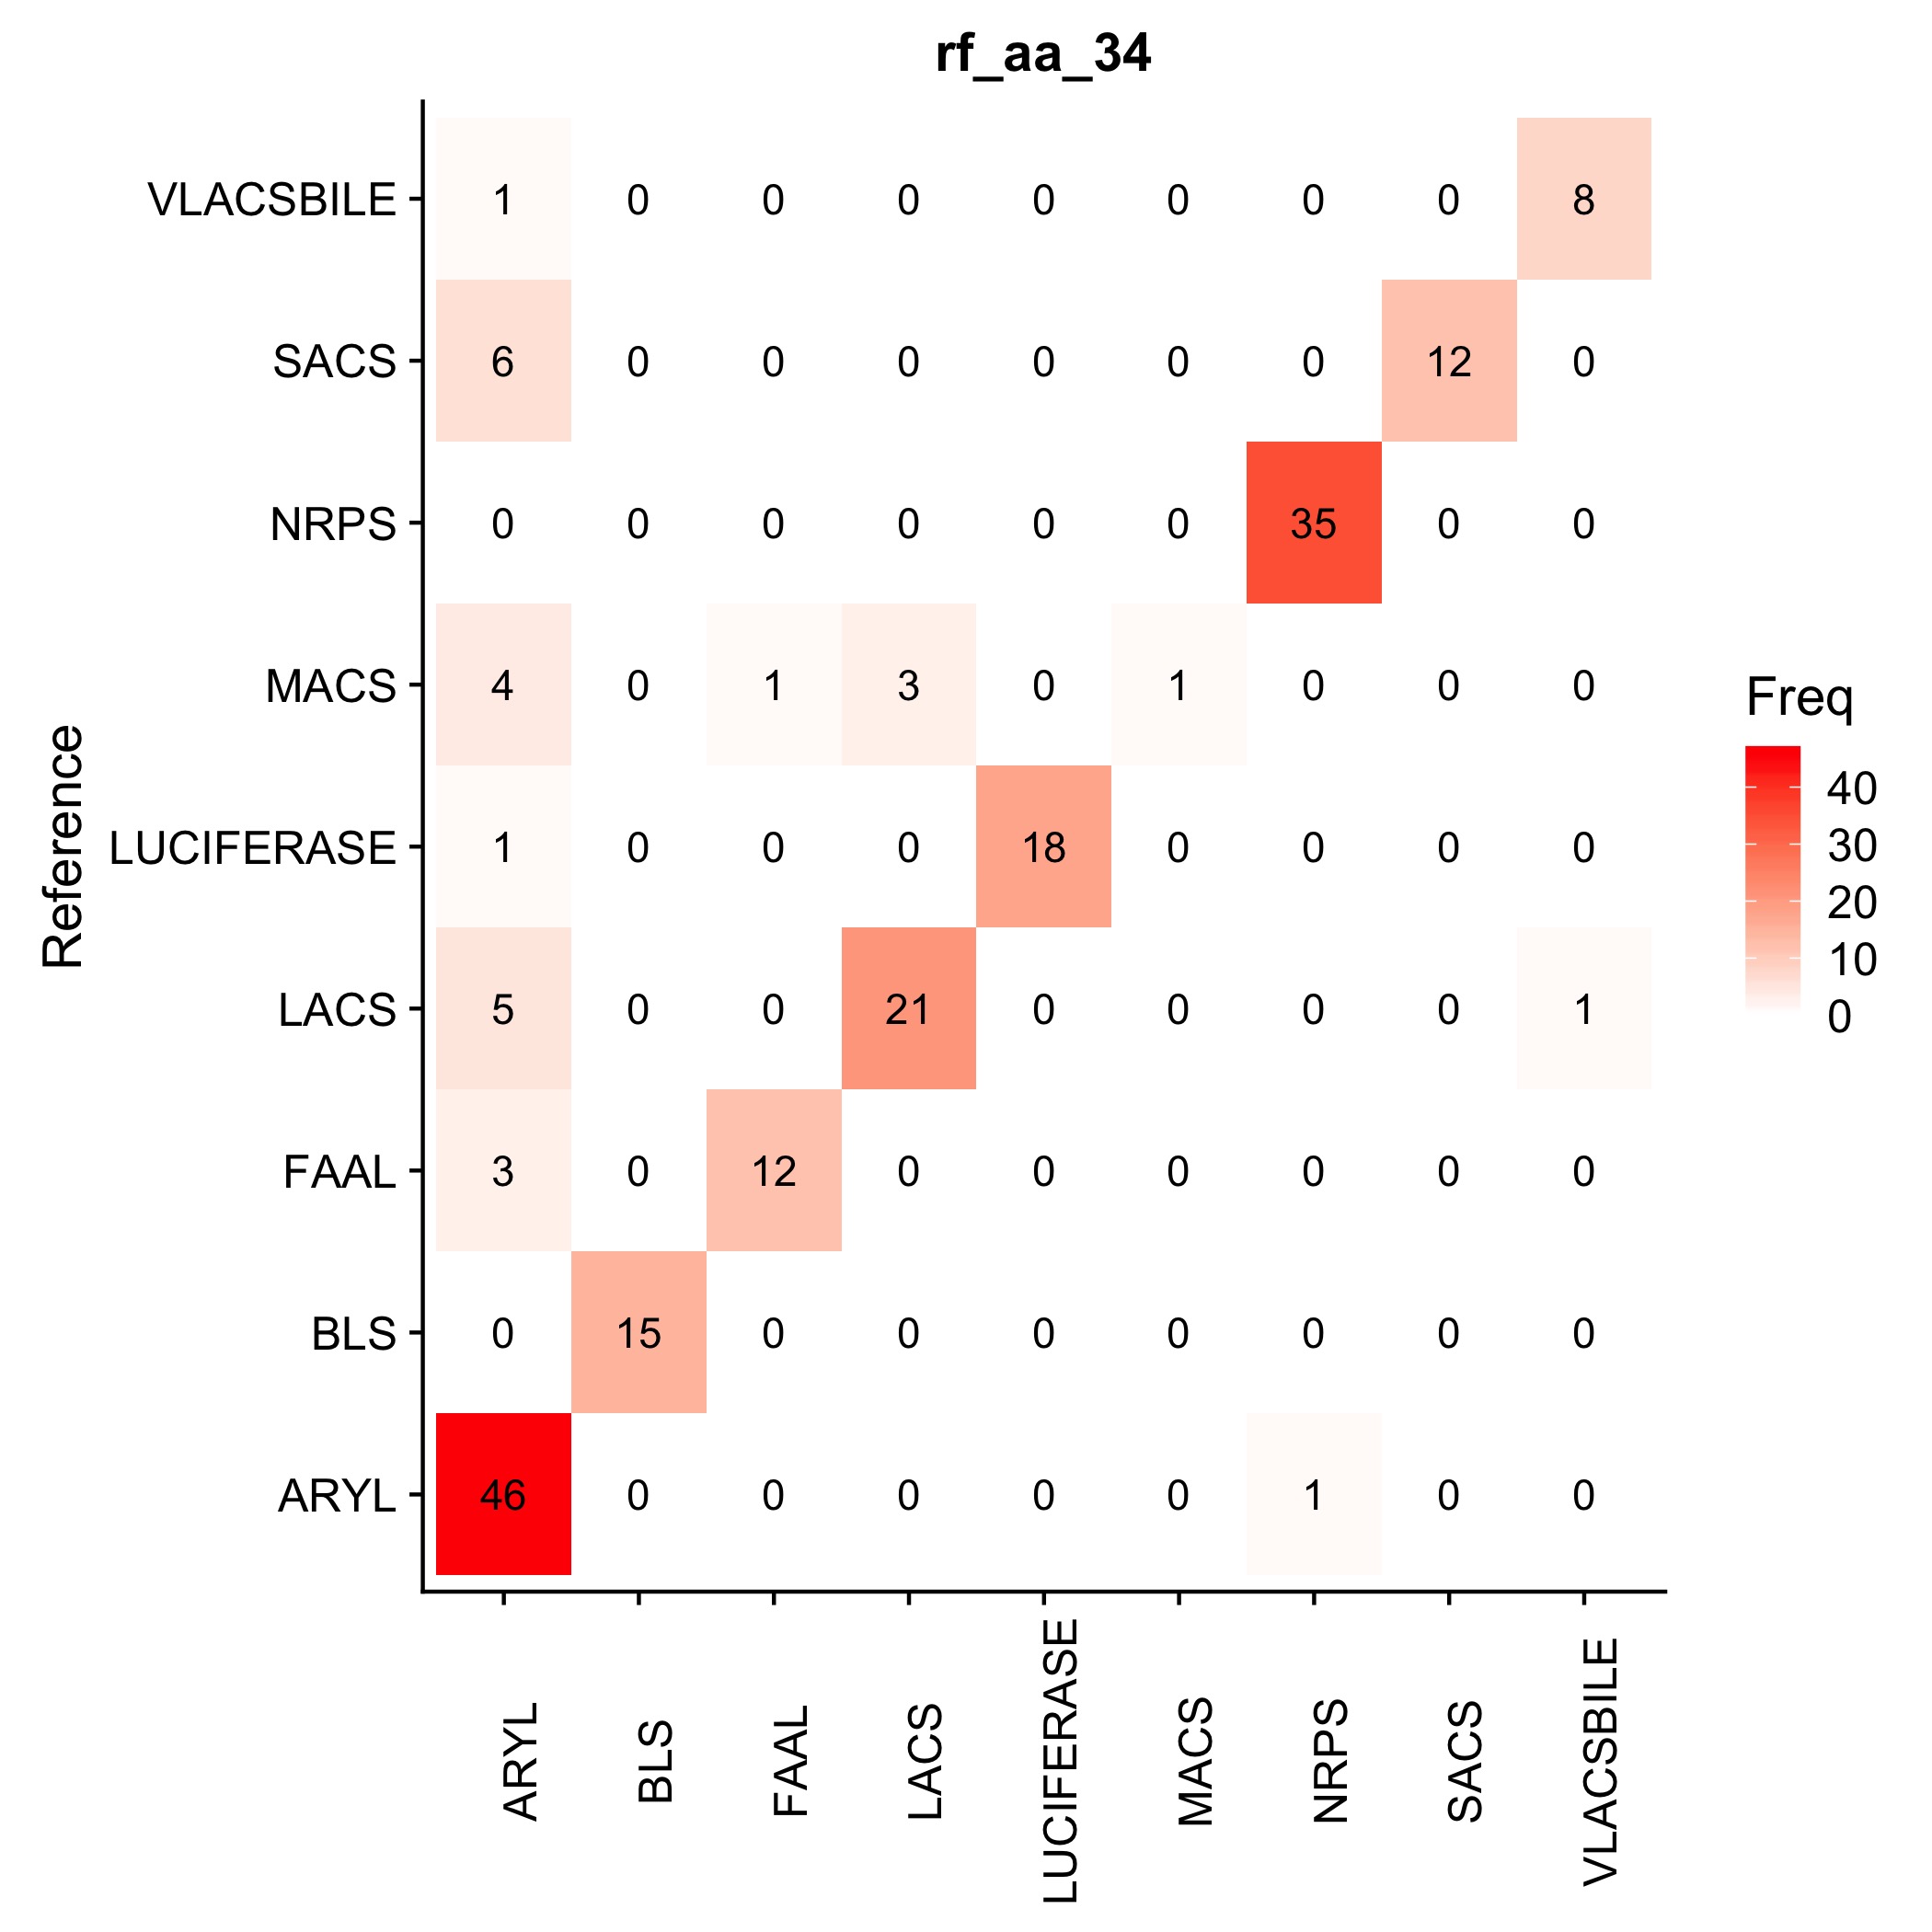 rf_aa_34
VLACSBILE 1 0 0 0 0 0 0 0 8
SACS 6 0 0 0 0 0 0 12 0
NRPS 0 0 0 0 0 0 35 0 0
MACS 4 0 1 3 0 1 0 0 0
LUCIFERASE 1 0 0 0 18 0 0 0 0
LACS 5 0 0 21 0 0 0 0 1
FAAL 3 0 12 0 0 0 0 0 0
BLS 0 15 0 0 0 0 0 0 0
ARYL 46 0 0 0 0 0 1 0 0
ARYL BLS FAAL LACS LUCIFERASE MACS NRPS SACS VLACSBILE
Reference
Freq
40
30
20
10
0